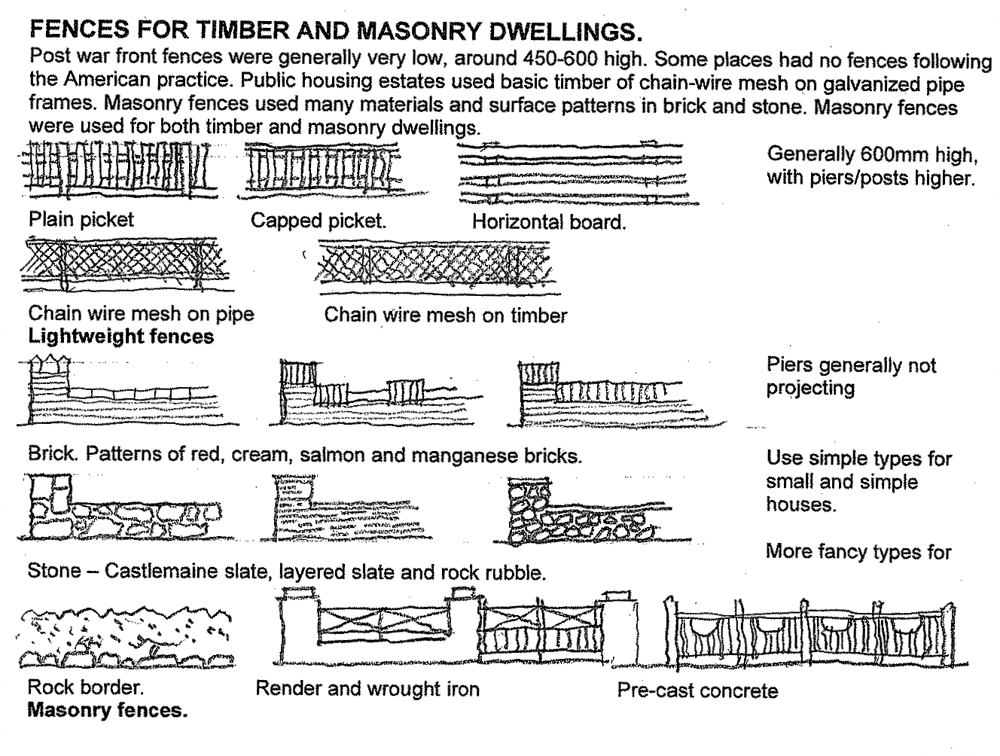 FENCES FOR TIMBER AND MASONRY DWELLINGS.
Post war front fences were generally very low, around 450-600 high. Some places had no fences following
the American practice. Public housing estates used basic timber of chain-wire mesh on galvanized pipe
frames. Masonry fences used many materials and surface patterns in brick and stone. Masonry fences
were used for both timber and masonry dwellings.
Generally 600mm high,
with piers/posts higher.
Plain picket
Capped picket.
Horizontal board.
Chain wire mesh on pipe
Chain wire mesh on timber
Lightweight fences
Piers generally not
projecting
Brick. Patterns of red, cream, salmon and manganese bricks.
Use simple types for
small and simple
houses.
More fancy types for
Stone – Castlemaine slate, layered slate and rock rubble.
Rock border.
Render and wrought iron
Pre-cast concrete
Masonry fences.